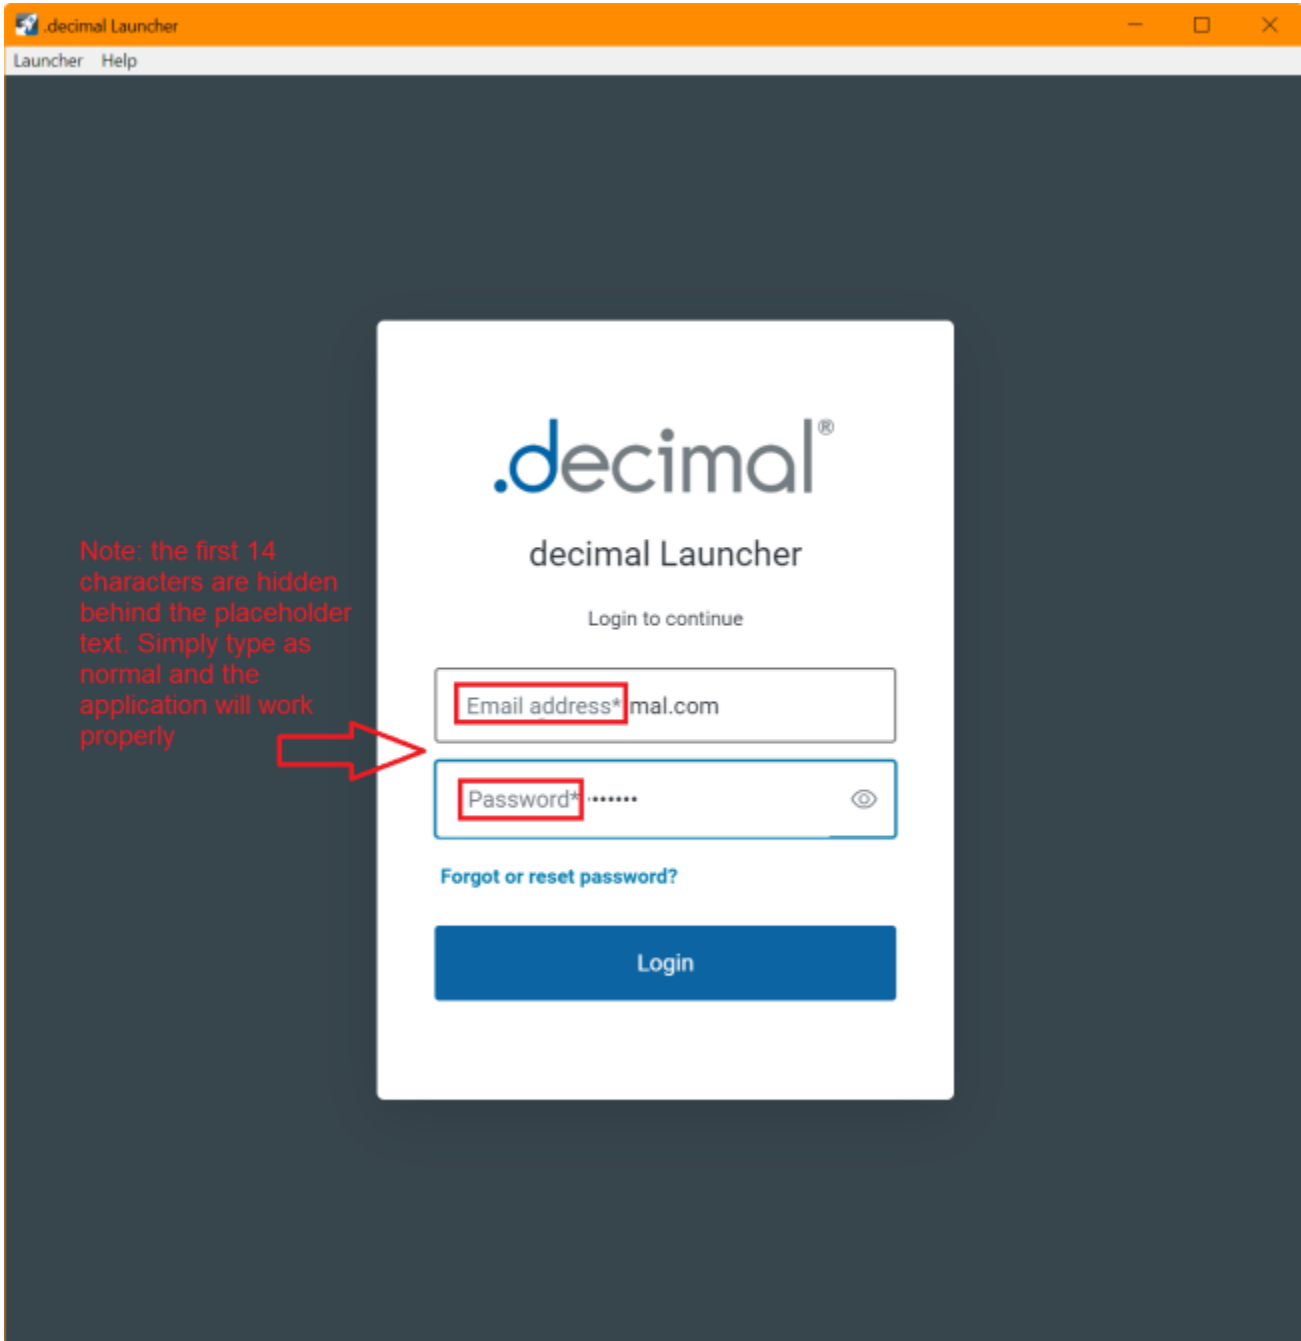 .decimal Launcher
Launcher Help
.decimal®
decimal Launcher
Login to continue
Note: the first 14
characters are hidden
behind the placeholder
text. Simply type as
normal and the
application will work
properly
Email address* mal.com
Password* •••••••
Forgot or reset password?
Login